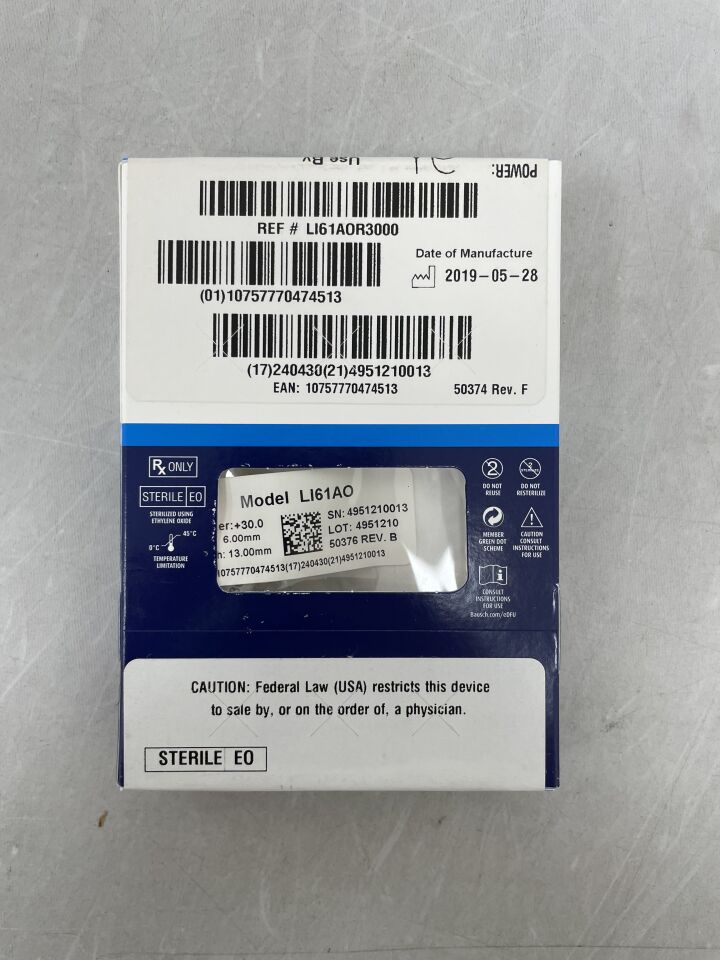 POWER:
Use By
REF # LI61AOR3000
(01)10757770474513
Date of Manufacture
2019-05-28
(17)240430(21)4951210013
EAN: 10757770474513
50374 Rev. F
Rx ONLY
STERILE EO
STERILIZED USING
ETHYLENE OXIDE
0°C
45°C
TEMPERATURE
LIMITATION
Model LI61AO
er:+30.0
6.00mm
h: 13.00mm
SN: 4951210013
LOT: 4951210
50376 REV. B
10757770474513(17)240430(21)4951210013
2
DO NOT
REUSE
DO NOT
RESTERILIZE
MEMBER
GREEN DOT
SCHEME
CAUTION
CONSULT
INSTRUCTIONS
FOR USE
CONSULT
INSTRUCTIONS
FOR USE
Bausch.com/eDFU
CAUTION: Federal Law (USA) restricts this device
to sale by, or on the order of, a physician.
STERILE EO